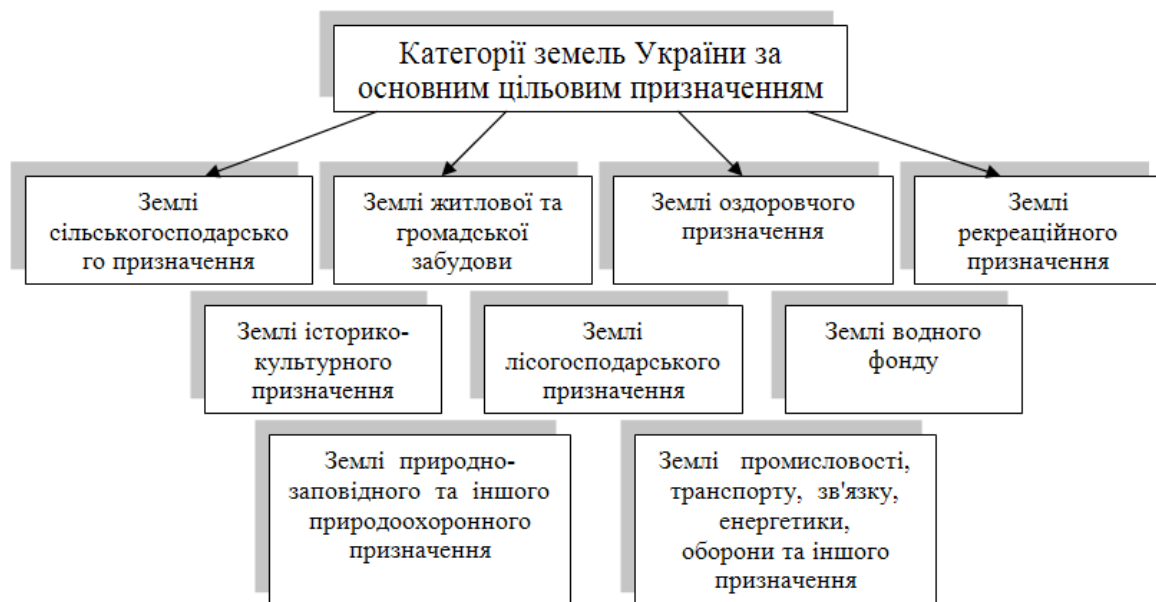 Категорії земель України за
основним цільовим призначенням
Землі
сільськогосподарсько
го призначення
Землі житлової та
громадської
забудови
Землі оздоровчого
призначення
Землі
рекреаційного
призначення
Землі історико-
культурного
призначення
Землі
лісогосподарського
призначення
Землі водного
фонду
Землі природно-
заповідного та іншого
природоохоронного
призначення
Землі промисловості,
транспорту, зв'язку,
енергетики,
оборони та іншого
призначення